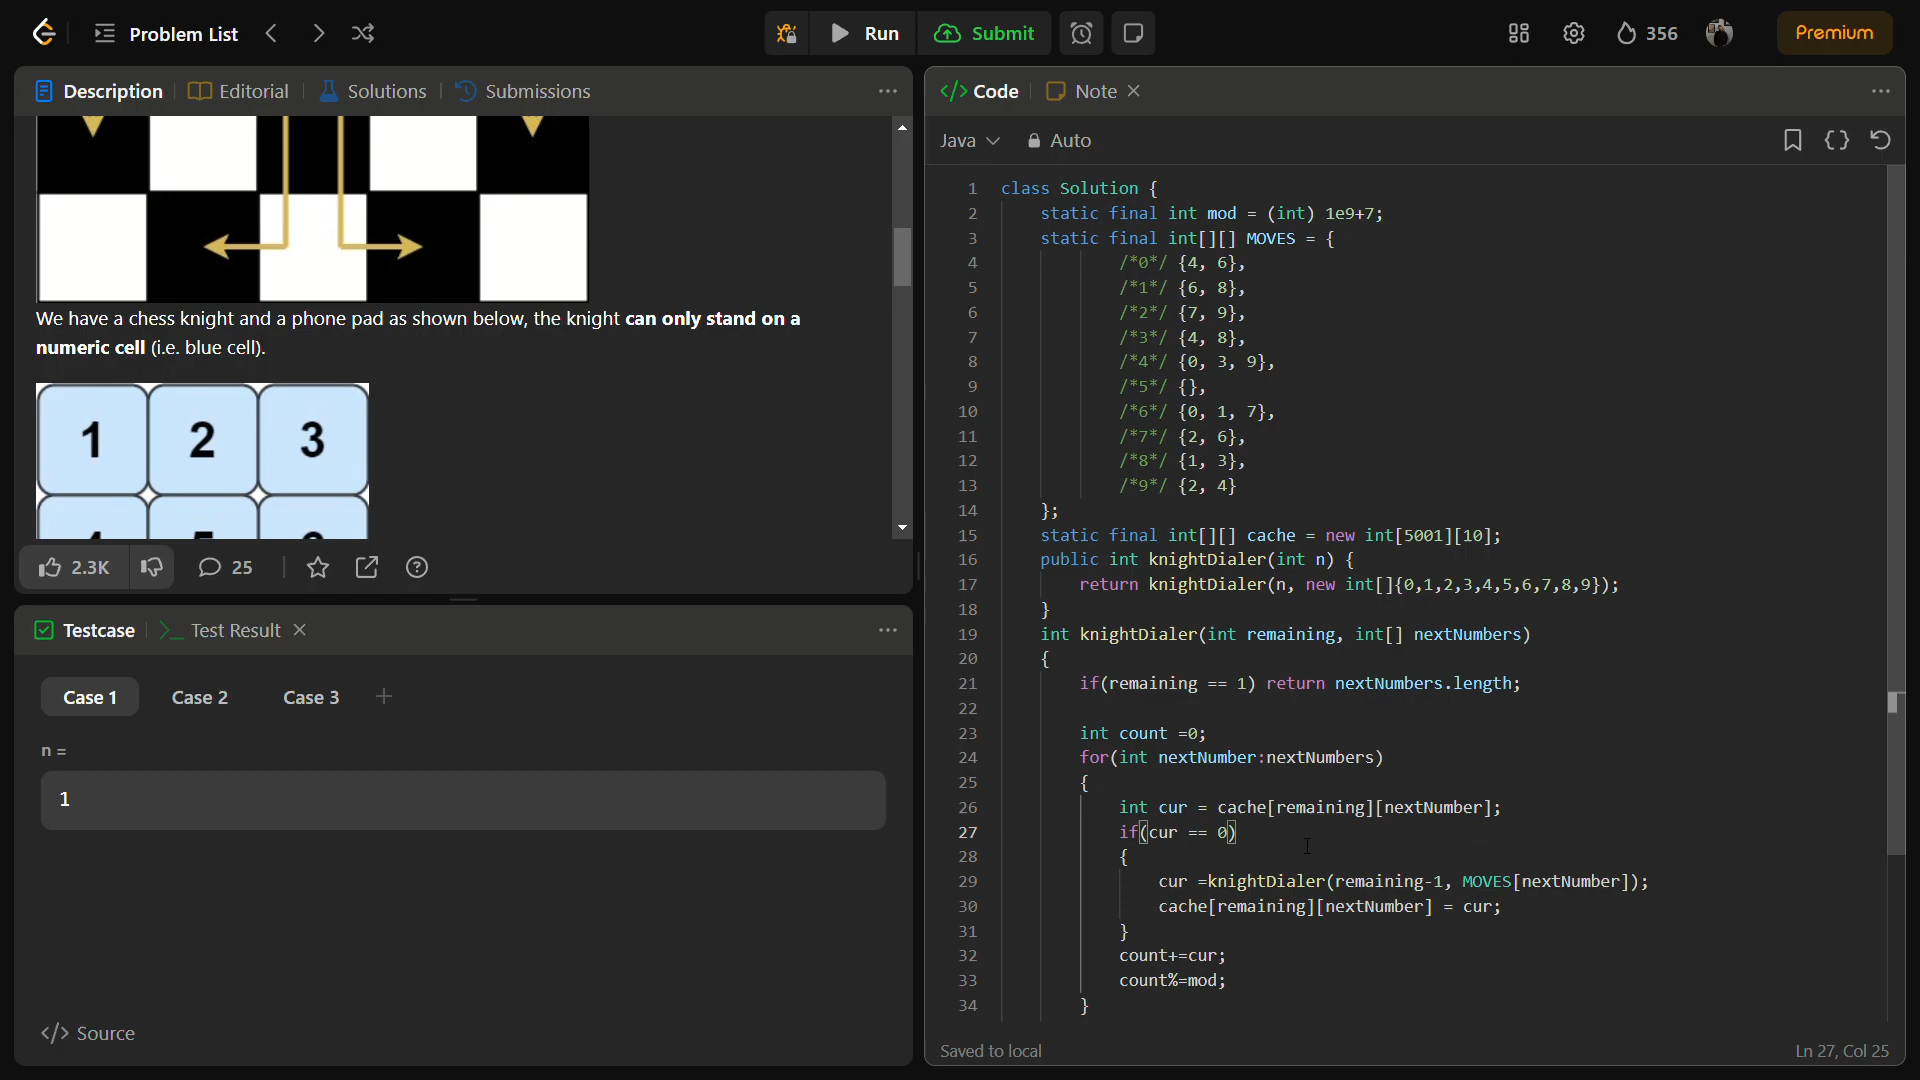 Problem List
Run
Submit
356
Premium
Description
Editorial
Solutions
Submissions
We have a chess knight and a phone pad as shown below, the knight can only stand on a
numeric cell (i.e. blue cell).
1 2 3
2.3K
25
Testcase
Test Result
Case 1
Case 2
Case 3
n =
1
</> Source
</> Code
Note
Java
Auto
1 class Solution {
2 static final int mod = (int) 1e9+7;
3 static final int[][] MOVES = {
4 /*0*/ {4, 6},
5 /*1*/ {6, 8},
6 /*2*/ {7, 9},
7 /*3*/ {4, 8},
8 /*4*/ {0, 3, 9},
9 /*5*/ {},
10 /*6*/ {0, 1, 7},
11 /*7*/ {2, 6},
12 /*8*/ {1, 3},
13 /*9*/ {2, 4}
14 };
15 static final int[][] cache = new int[5001][10];
16 public int knightDialer(int n) {
17 return knightDialer(n, new int[]{0,1,2,3,4,5,6,7,8,9});
18 }
19 int knightDialer(int remaining, int[] nextNumbers)
20 {
21 if(remaining == 1) return nextNumbers.length;
22
23 int count =0;
24 for(int nextNumber:nextNumbers)
25 {
26 int cur = cache[remaining][nextNumber];
27 if(cur == 0)
28 {
29 cur =knightDialer(remaining-1, MOVES[nextNumber]);
30 cache[remaining][nextNumber] = cur;
31 }
32 count+=cur;
33 count%=mod;
34 }
Saved to local
Ln 27, Col 25